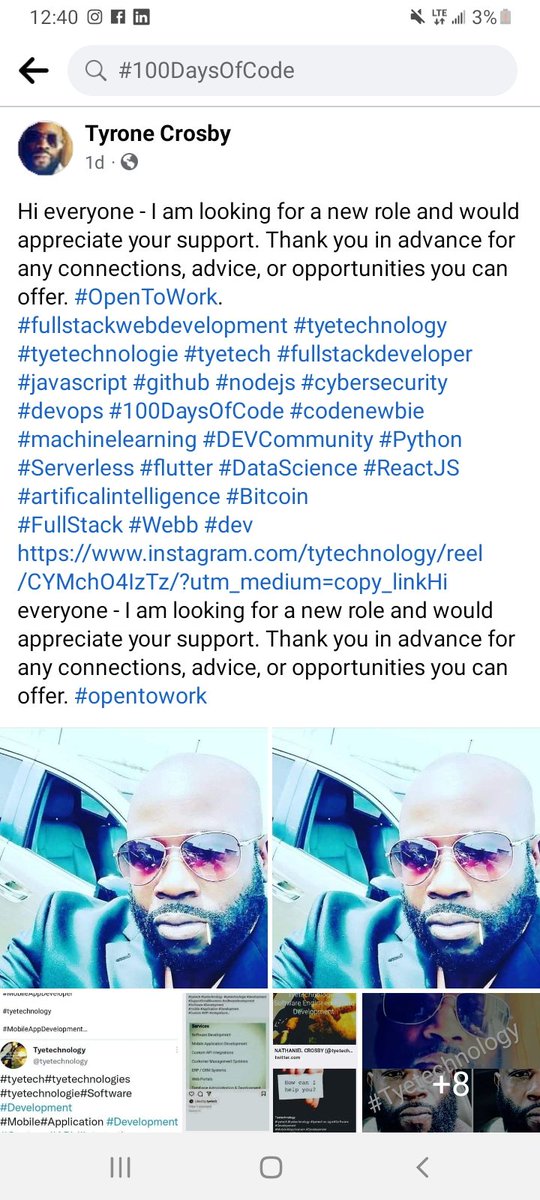 12:40
LTE
3%
#100DaysOfCode
Tyrone Crosby
1d ·
Hi everyone - I am looking for a new role and would
appreciate your support. Thank you in advance for
any connections, advice, or opportunities you can
offer. #OpenToWork.
#fullstackwebdevelopment #tyetechnology
#tyetechnologie #tyetech #fullstackdeveloper
#javascript #github #nodejs #cybersecurity
#devops #100DaysOfCode #codenewbie
#machinelearning #DEVCommunity #Python
#Serverless #flutter #DataScience #ReactJS
#artificalintelligence #Bitcoin
#FullStack #Webb #dev
https://www.instagram.com/tytechnology/reel
/CYMchO4IzTz/?utm_medium=copy_linkHi
everyone - I am looking for a new role and would
appreciate your support. Thank you in advance for
any connections, advice, or opportunities you can
offer. #opentowork
#MobileAppDeveloper
#tyetechnology
#MobileAppDevelopment...
Tyetechnology
@tyetechnology
#tyetech#tyetechnologies
#tyetechnologie#Software
#Development
#Mobile#Application #Development
Services
Software Development
Mobile Application Development
Custom API Integrations
Customer Management Systems
ERP / CRM Systems
Web Portals
Development
NATHANIEL CROSBY (@tyetech...
twitter.com
How can I
help you?
#tyetechnology
+8